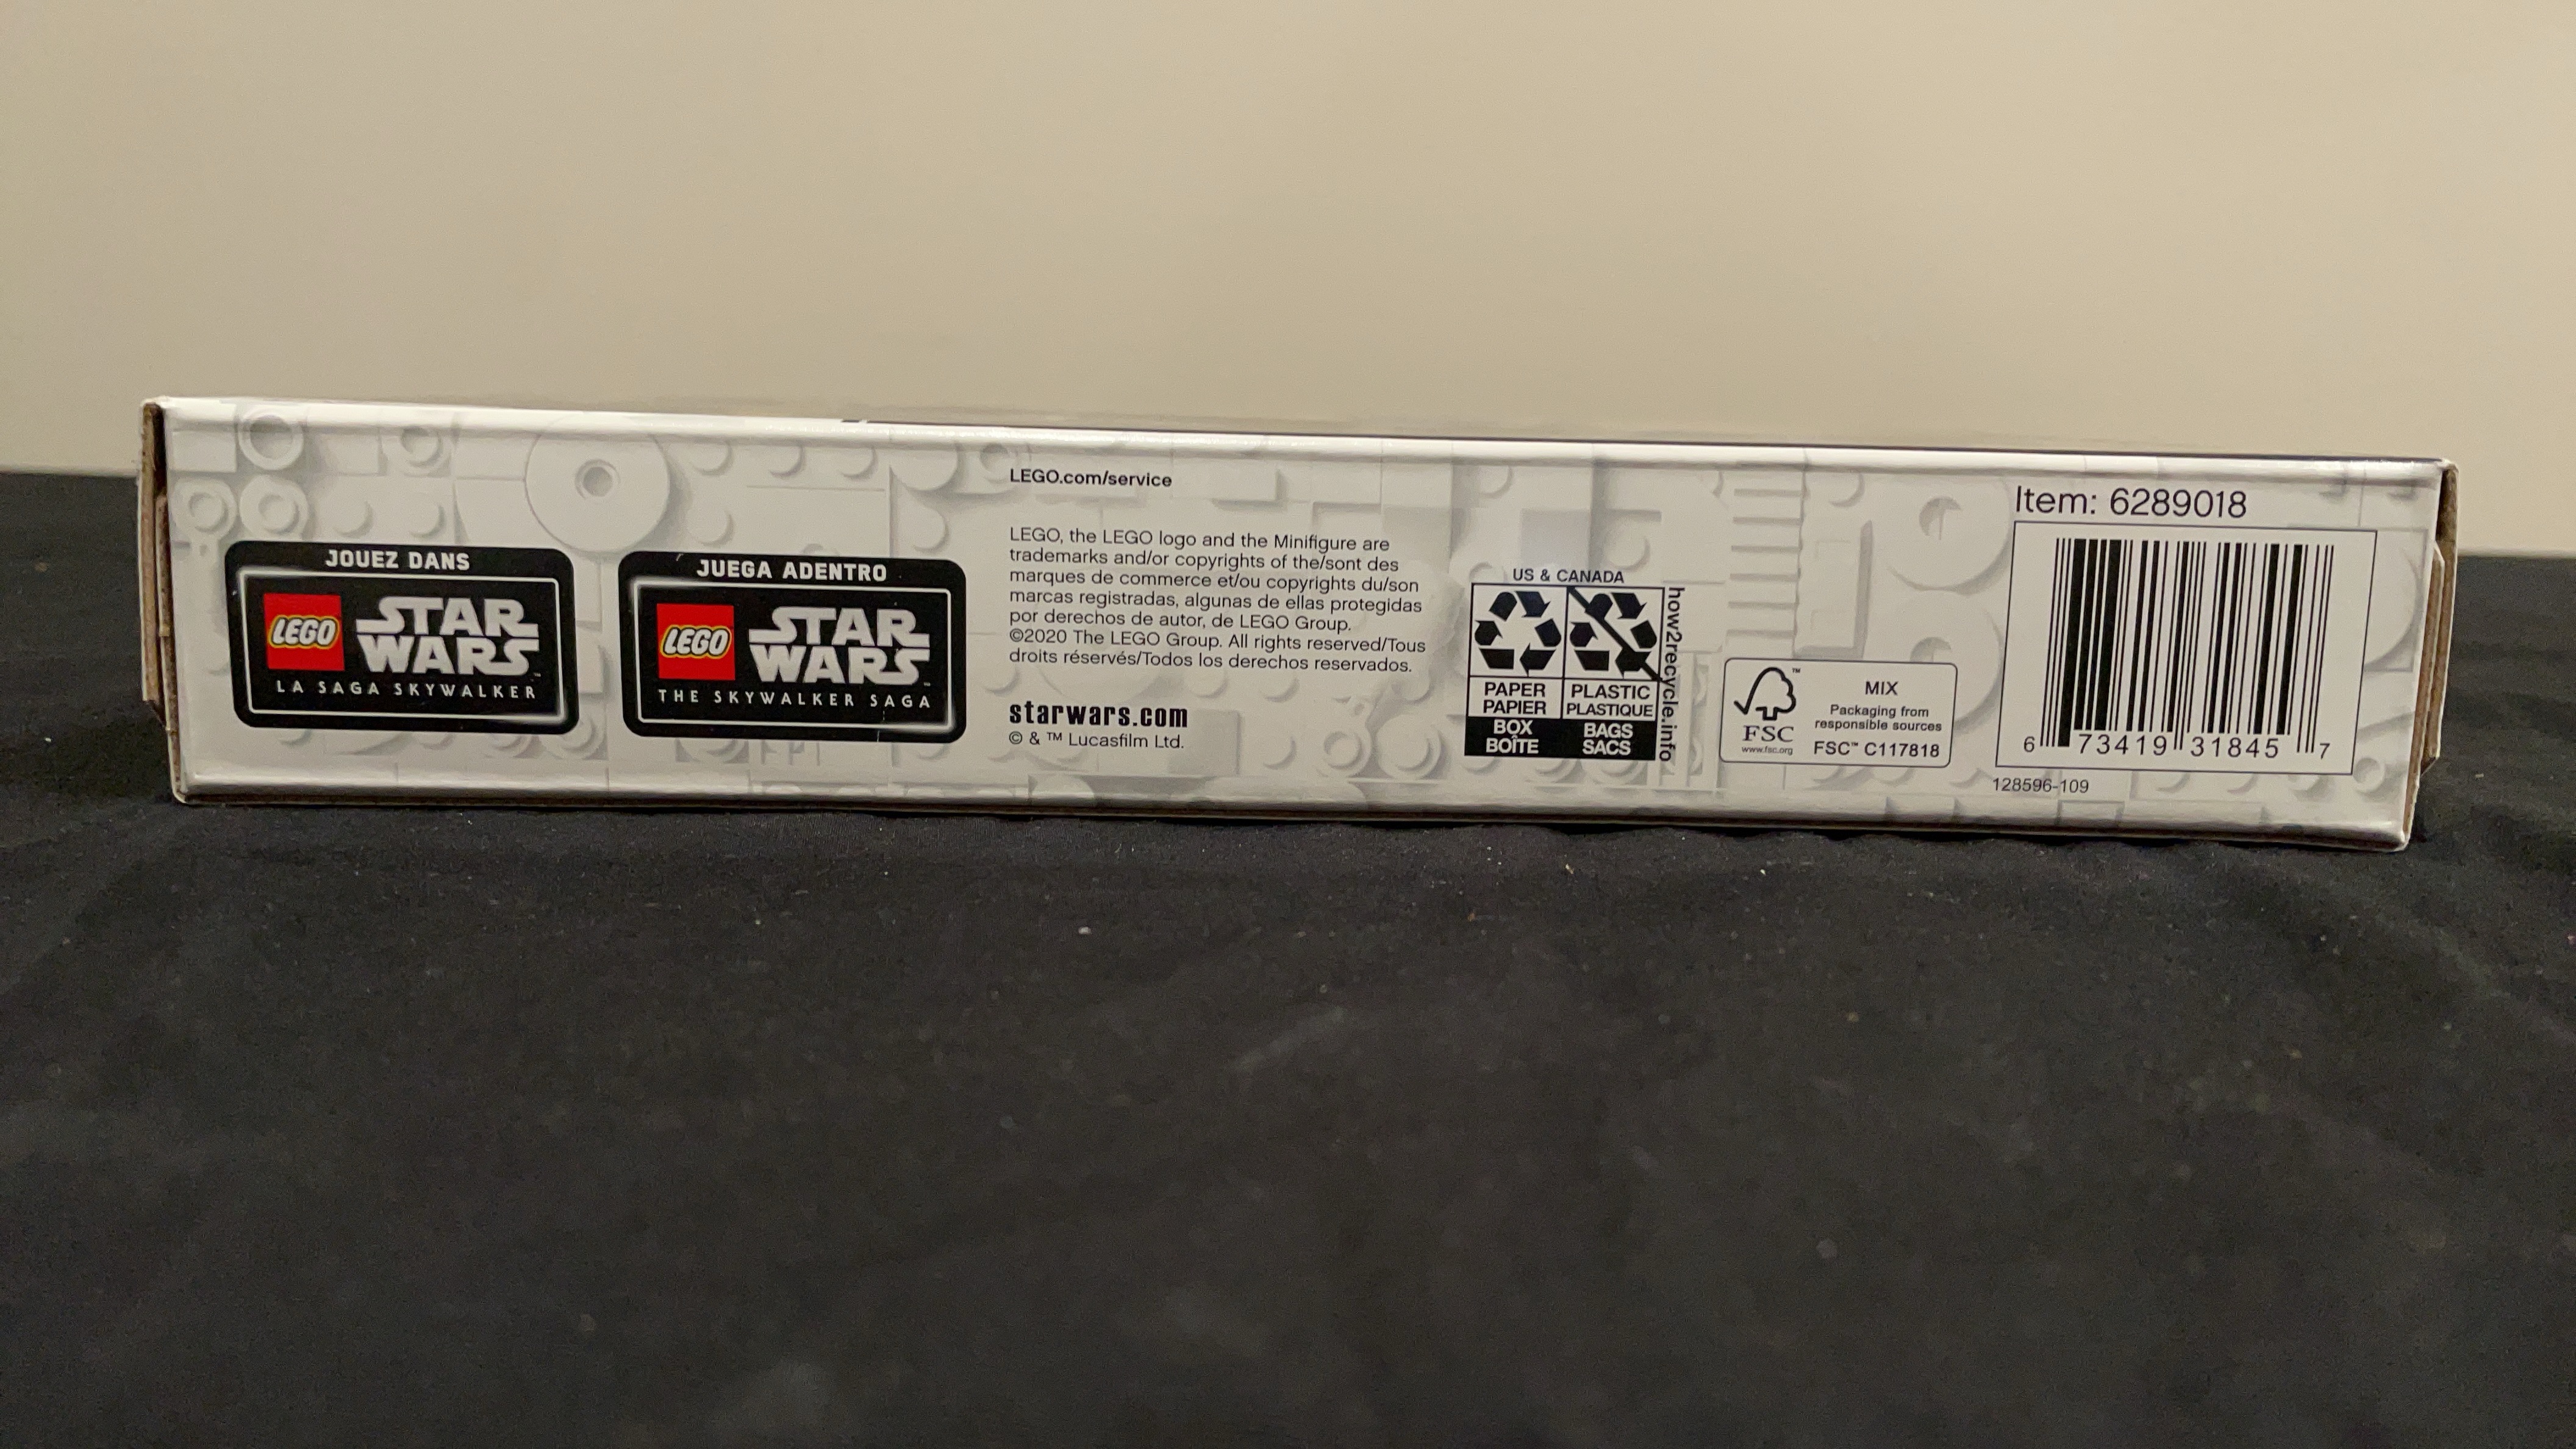 JOUEZ DANS
LEGO
STAR
WARS™
LA SAGA SKYWALKER
JUEGA ADENTRO
LEGO
STAR
WARS™
THE SKYWALKER SAGA
LEGO.com/service
LEGO, the LEGO logo and the Minifigure are
trademarks and/or copyrights of the/sont des
marques de commerce et/ou copyrights du/son
marcas registradas, algunas de ellas protegidas
por derechos de autor, de LEGO Group.
©2020 The LEGO Group. All rights reserved/Tous
droits réservés/Todos los derechos reservados.
starwars.com
© & ™ Lucasfilm Ltd.
US & CANADA
PAPER
PAPIER
BOX
BOÎTE
PLASTIC
PLASTIQUE
BAGS
SACS
how2recycle.info
™
FSC
www.fsc.org
MIX
Packaging from
responsible sources
FSC™ C117818
Item: 6289018
6 73419 31845 7
128596-109